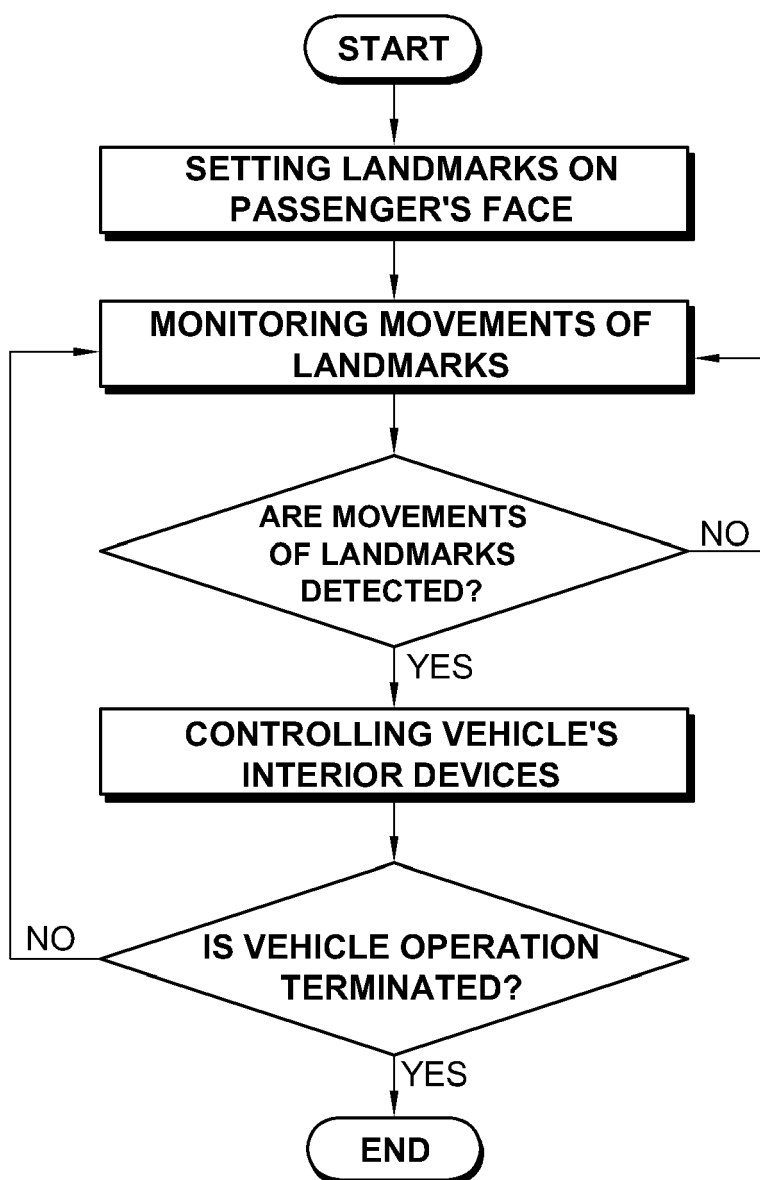 START
SETTING LANDMARKS ON
PASSENGER'S FACE
MONITORING MOVEMENTS OF
LANDMARKS
ARE MOVEMENTS
OF LANDMARKS
DETECTED?
NO
YES
CONTROLLING VEHICLE'S
INTERIOR DEVICES
NO
IS VEHICLE OPERATION
TERMINATED?
YES
END